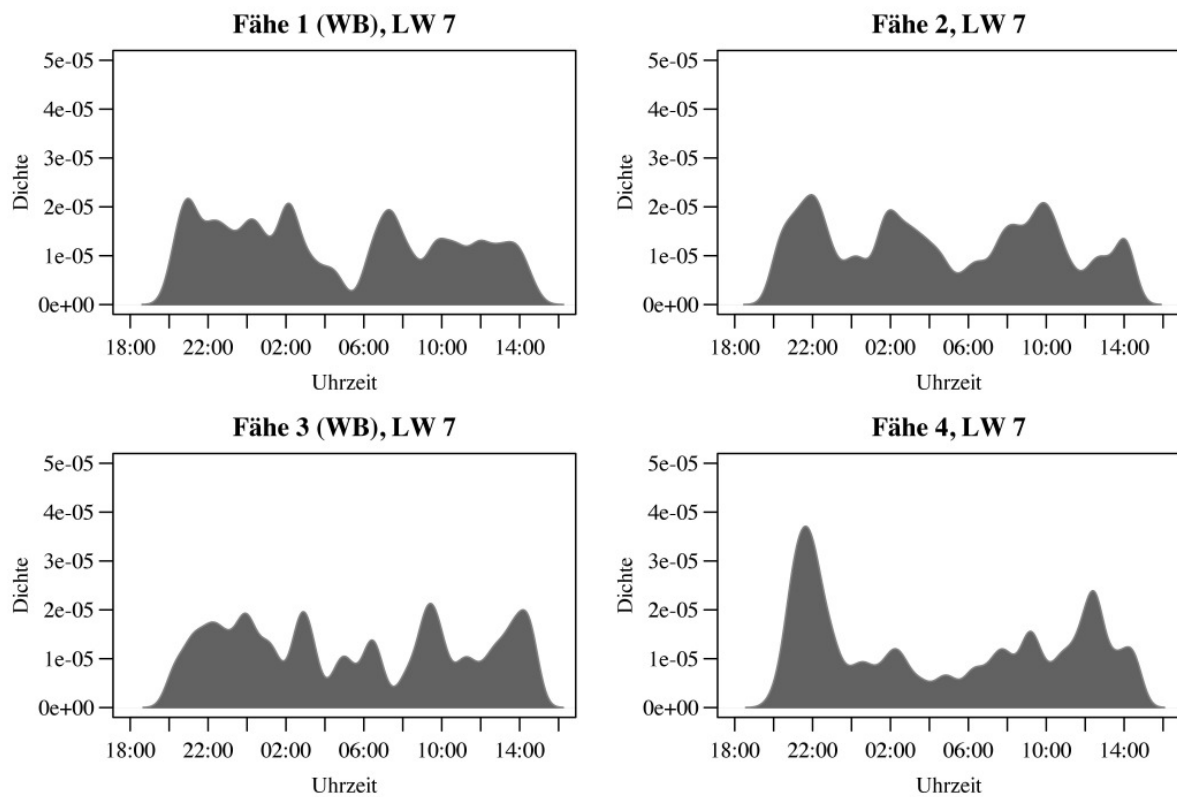 Fähe 1 (WB), LW 7
5e-05
4e-05
3e-05
2e-05
1e-05
0e+00
Dichte
18:00 22:00 02:00 06:00 10:00 14:00
Uhrzeit
Fähe 2, LW 7
5e-05
4e-05
3e-05
2e-05
1e-05
0e+00
Dichte
18:00 22:00 02:00 06:00 10:00 14:00
Uhrzeit
Fähe 3 (WB), LW 7
5e-05
4e-05
3e-05
2e-05
1e-05
0e+00
Dichte
18:00 22:00 02:00 06:00 10:00 14:00
Uhrzeit
Fähe 4, LW 7
5e-05
4e-05
3e-05
2e-05
1e-05
0e+00
Dichte
18:00 22:00 02:00 06:00 10:00 14:00
Uhrzeit